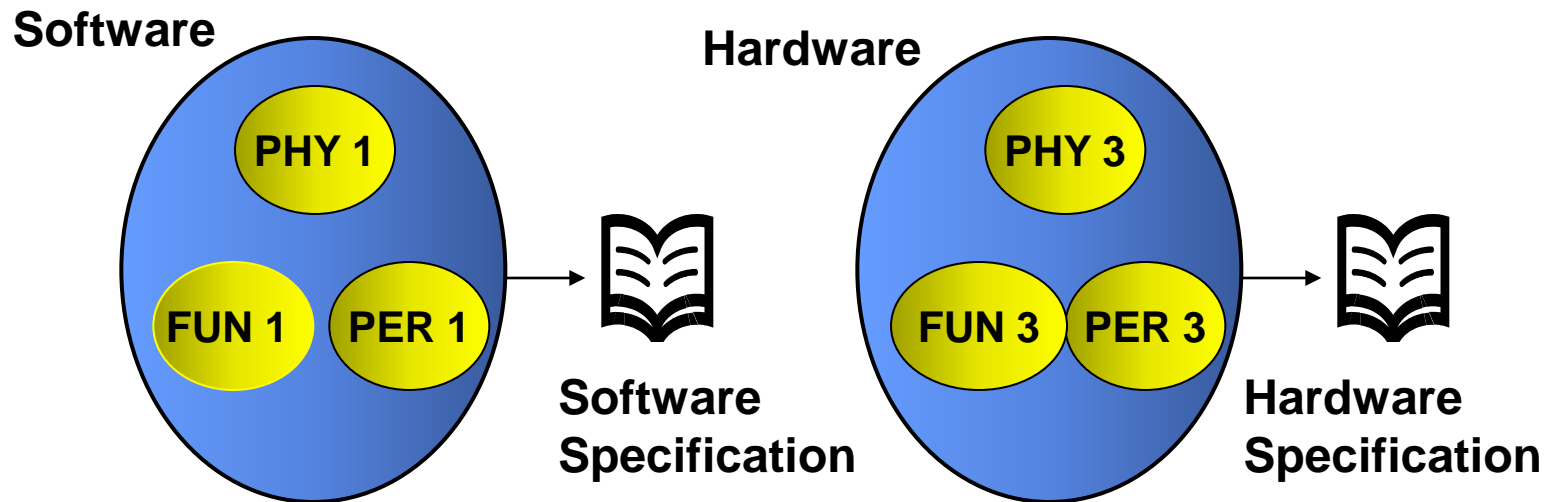 Software
PHY 1
FUN 1
PER 1
Software
Specification
Hardware
PHY 3
FUN 3
PER 3
Hardware
Specification